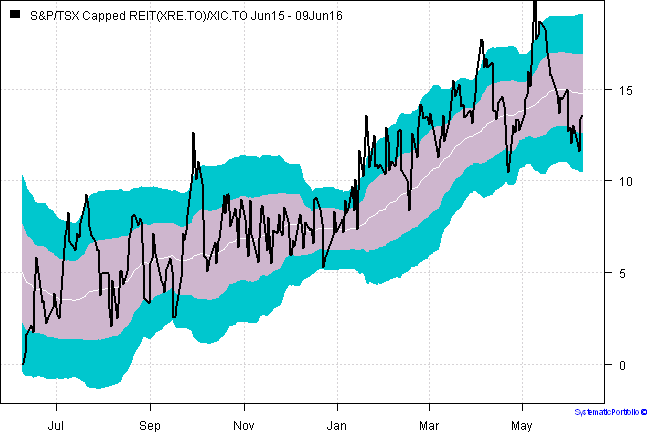 S&P/TSX Capped REIT(XRE.TO)/XIC.TO Jun15 - 09Jun16
15
10
5
0
Jul Sep Nov Jan Mar May
SystematicPortfolio ©